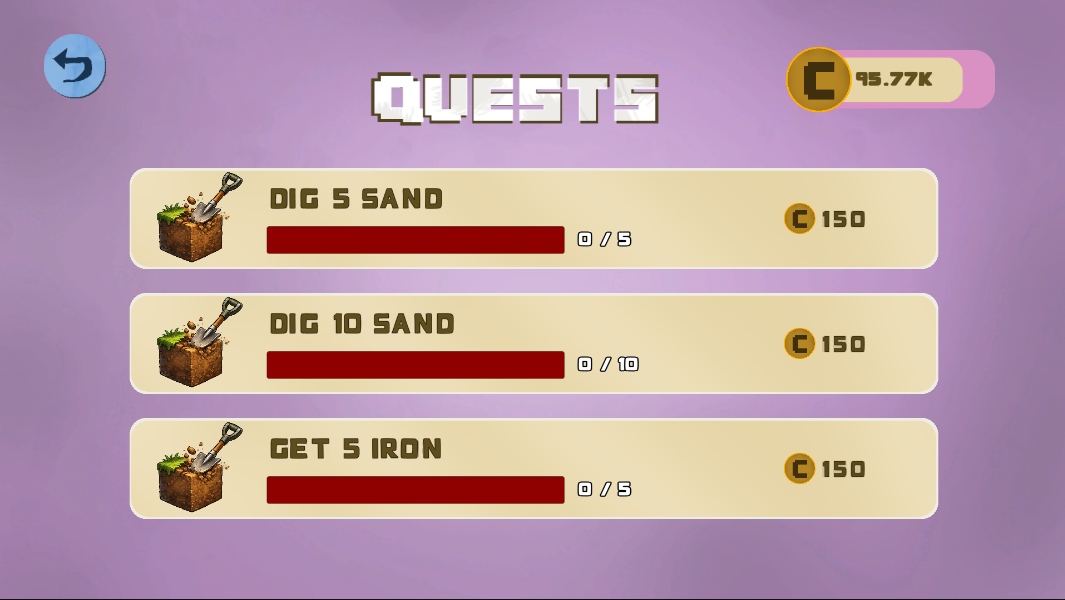 QUESTS
C 95.77K
DIG 5 SAND
0 / 5
C 150
DIG 10 SAND
0 / 10
C 150
GET 5 IRON
0 / 5
C 150